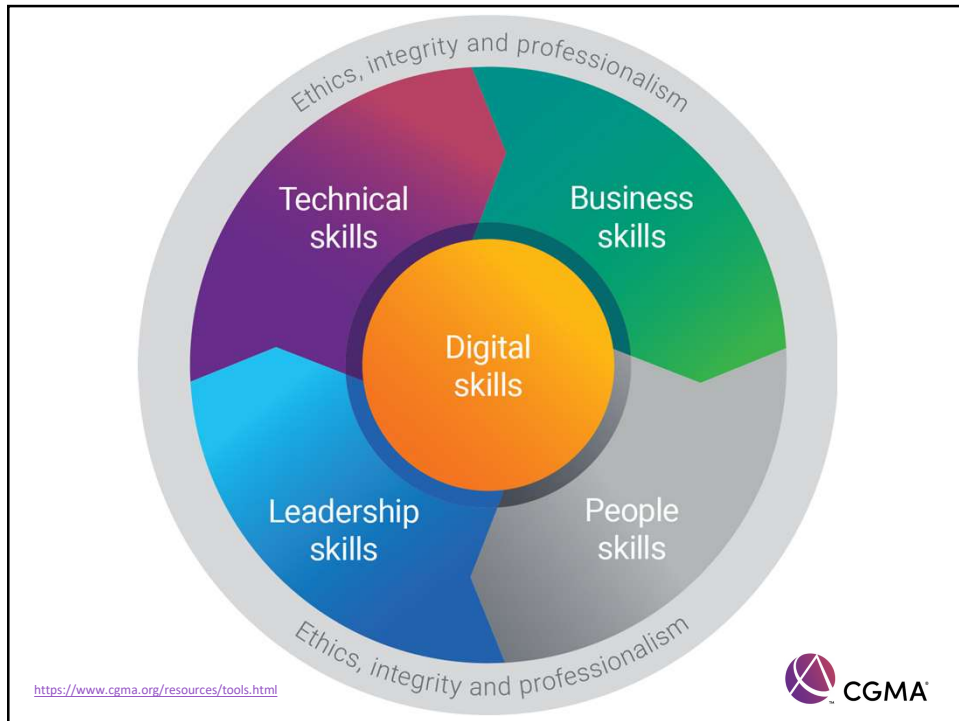 Ethics, integrity and professionalism
Technical
skills
Business
skills
Digital
skills
Leadership
skills
People
skills
Ethics, integrity and professionalism
https://www.cgma.org/resources/tools.html
CGMA®